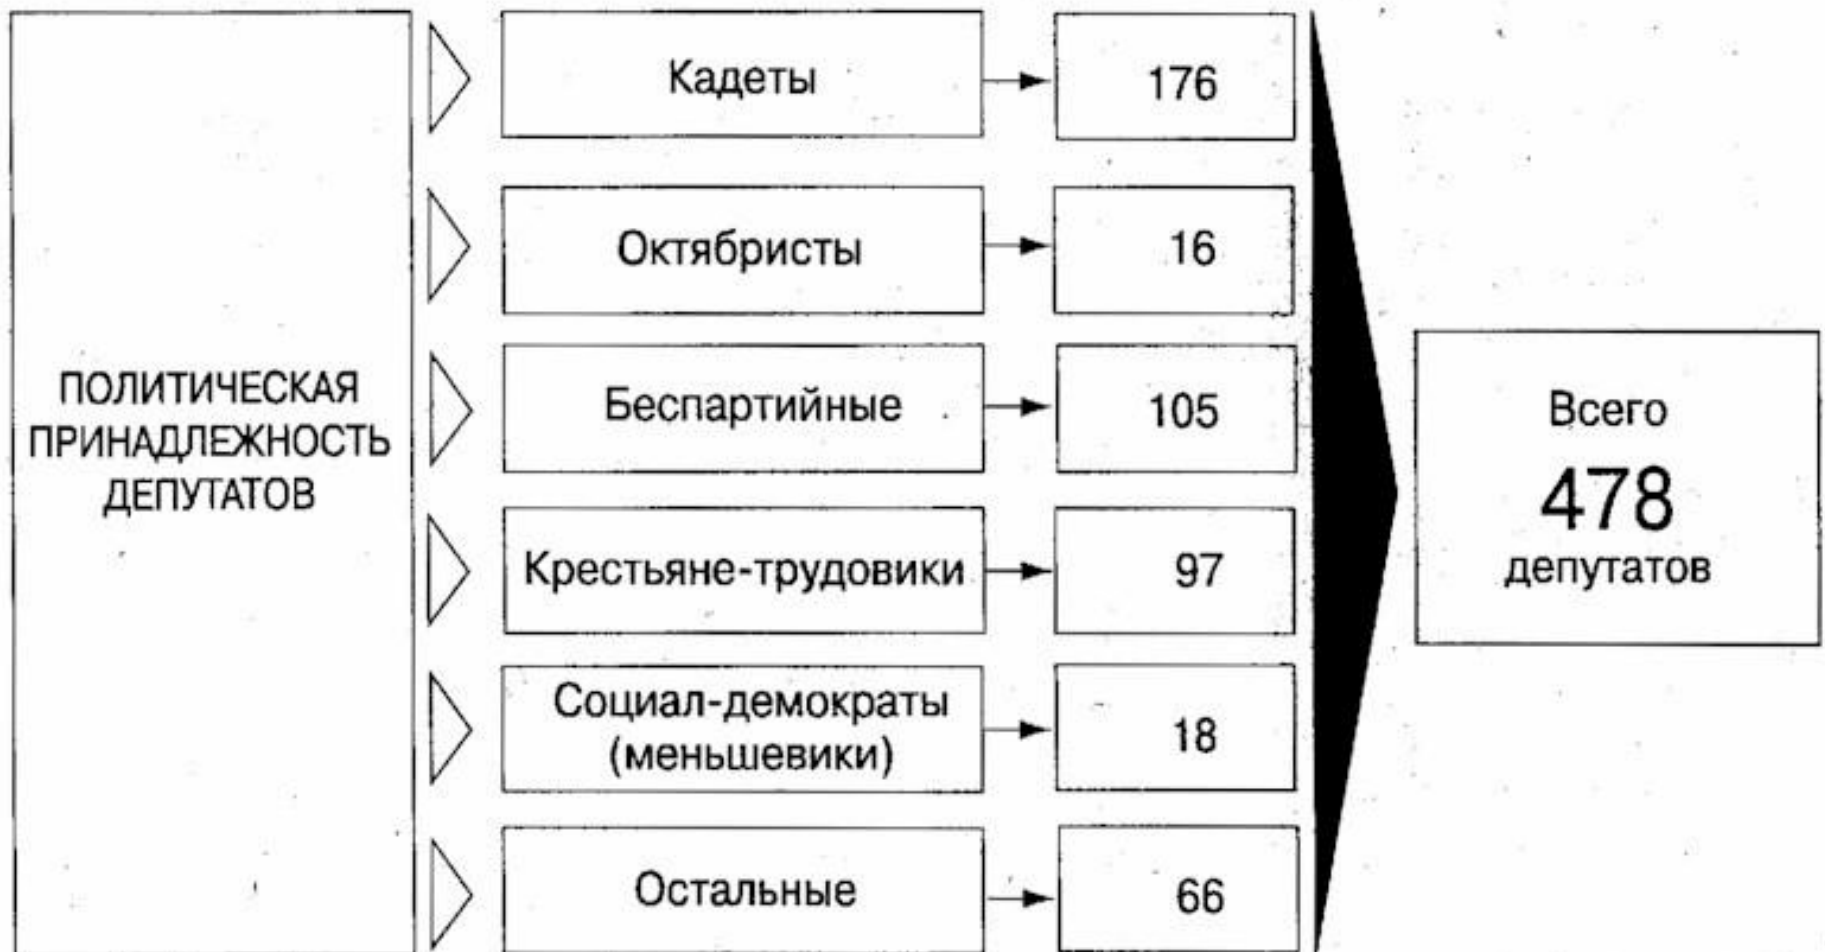 ПОЛИТИЧЕСКАЯ
ПРИНАДЛЕЖНОСТЬ
ДЕПУТАТОВ
Кадеты
176
Октябристы
16
Беспартийные
105
Крестьяне-трудовики
97
Социал-демократы
(меньшевики)
18
Остальные
66
Всего
478
депутатов